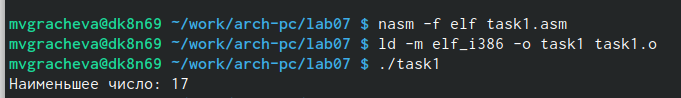 mvgracheva@dk8n69 ~/work/arch-pc/lab07 $ nasm -f elf task1.asm
mvgracheva@dk8n69 ~/work/arch-pc/lab07 $ ld -m elf_i386 -o task1 task1.o
mvgracheva@dk8n69 ~/work/arch-pc/lab07 $ ./task1
Наименьшее число: 17